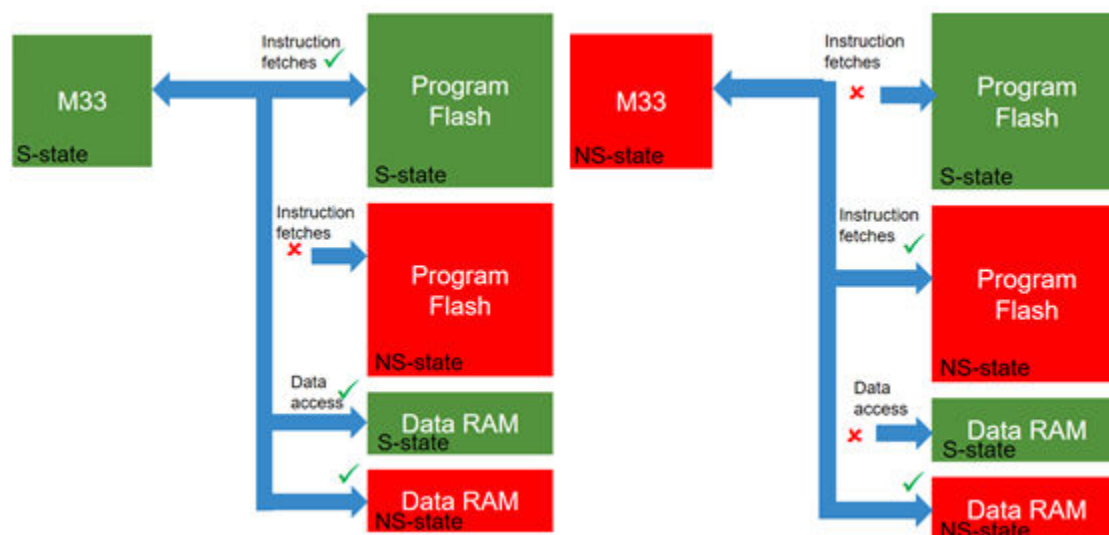 M33
S-state
Instruction
fetches
Program
Flash
S-state
Instruction
fetches
Program
Flash
NS-state
Data
access
Data RAM
S-state
Data RAM
NS-state
M33
NS-state
Instruction
fetches
Program
Flash
S-state
Instruction
fetches
Program
Flash
NS-state
Data
access
Data RAM
S-state
Data RAM
NS-state